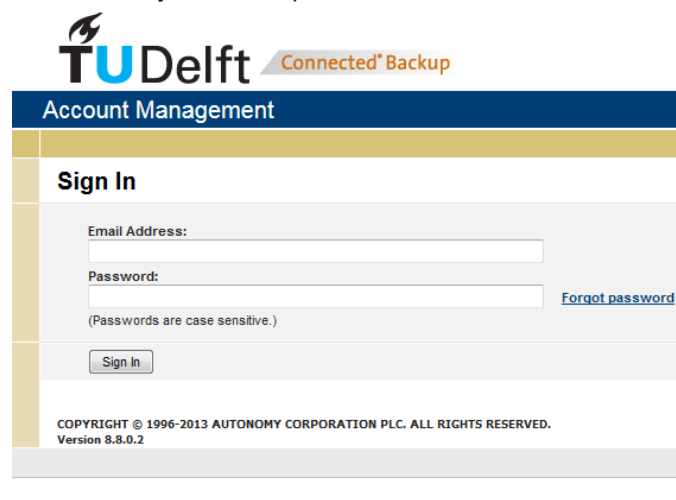 TUDelft Connected Backup
Account Management
Sign In
Email Address:
Password:
Forgot password
(Passwords are case sensitive.)
Sign In
COPYRIGHT © 1996-2013 AUTONOMY CORPORATION PLC. ALL RIGHTS RESERVED.
Version 8.8.0.2